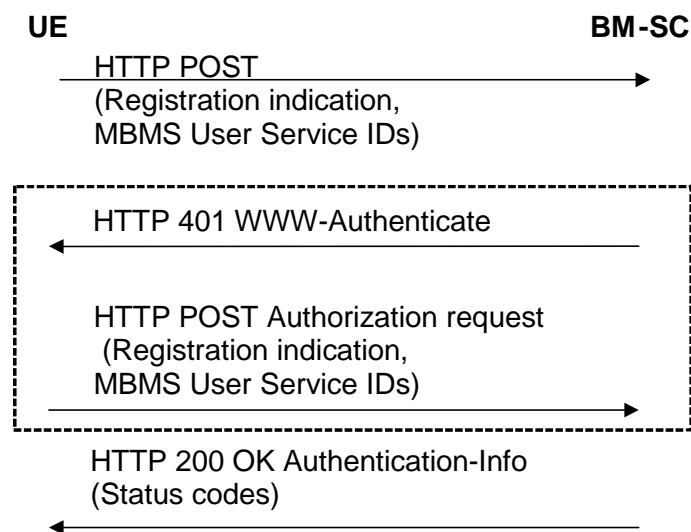 UE BM-SC
HTTP POST
(Registration indication,
MBMS User Service IDs)
HTTP 401 WWW-Authenticate
HTTP POST Authorization request
(Registration indication,
MBMS User Service IDs)
HTTP 200 OK Authentication-Info
(Status codes)